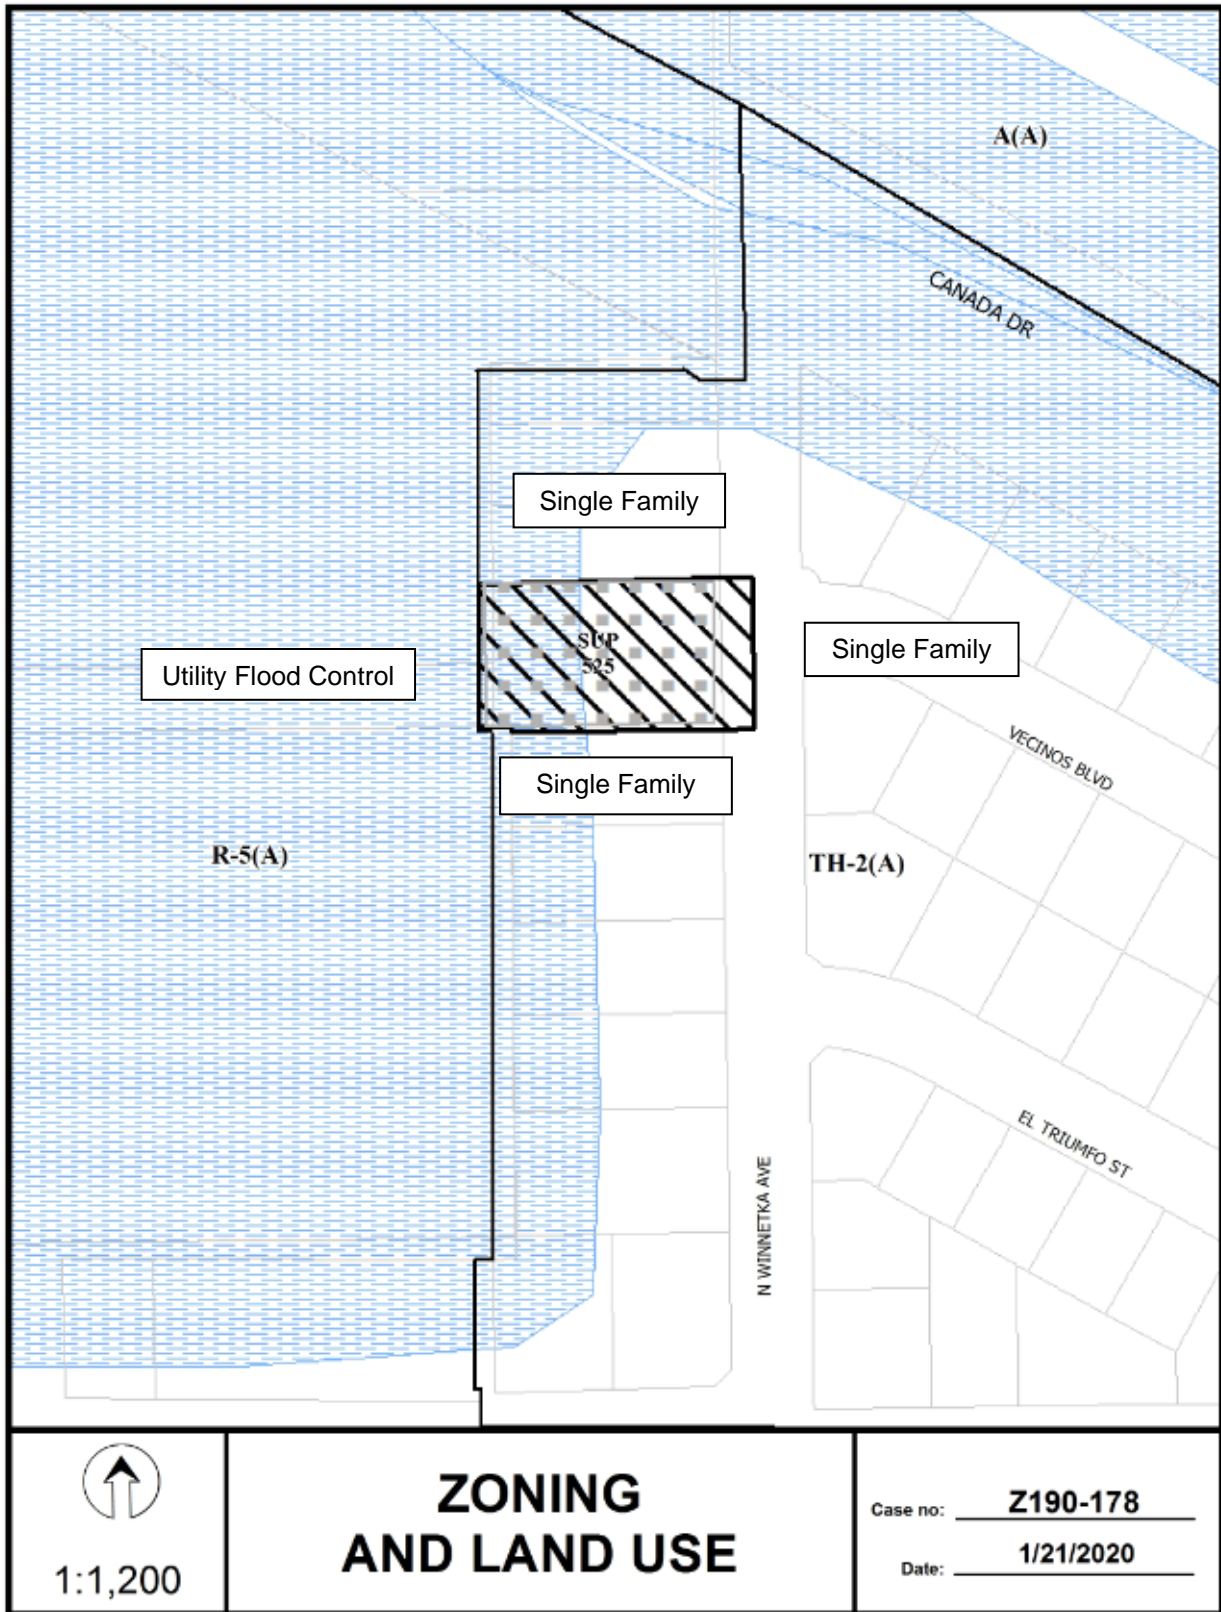 A(A)
CANADA DR
Single Family
SUP
525
Single Family
Utility Flood Control
VECINOS BLVD
Single Family
R-5(A)
TH-2(A)
EL TRIUMFO ST
N WINNETKA AVE
1:1,200
ZONING
AND LAND USE
Case no: Z190-178
Date: 1/21/2020